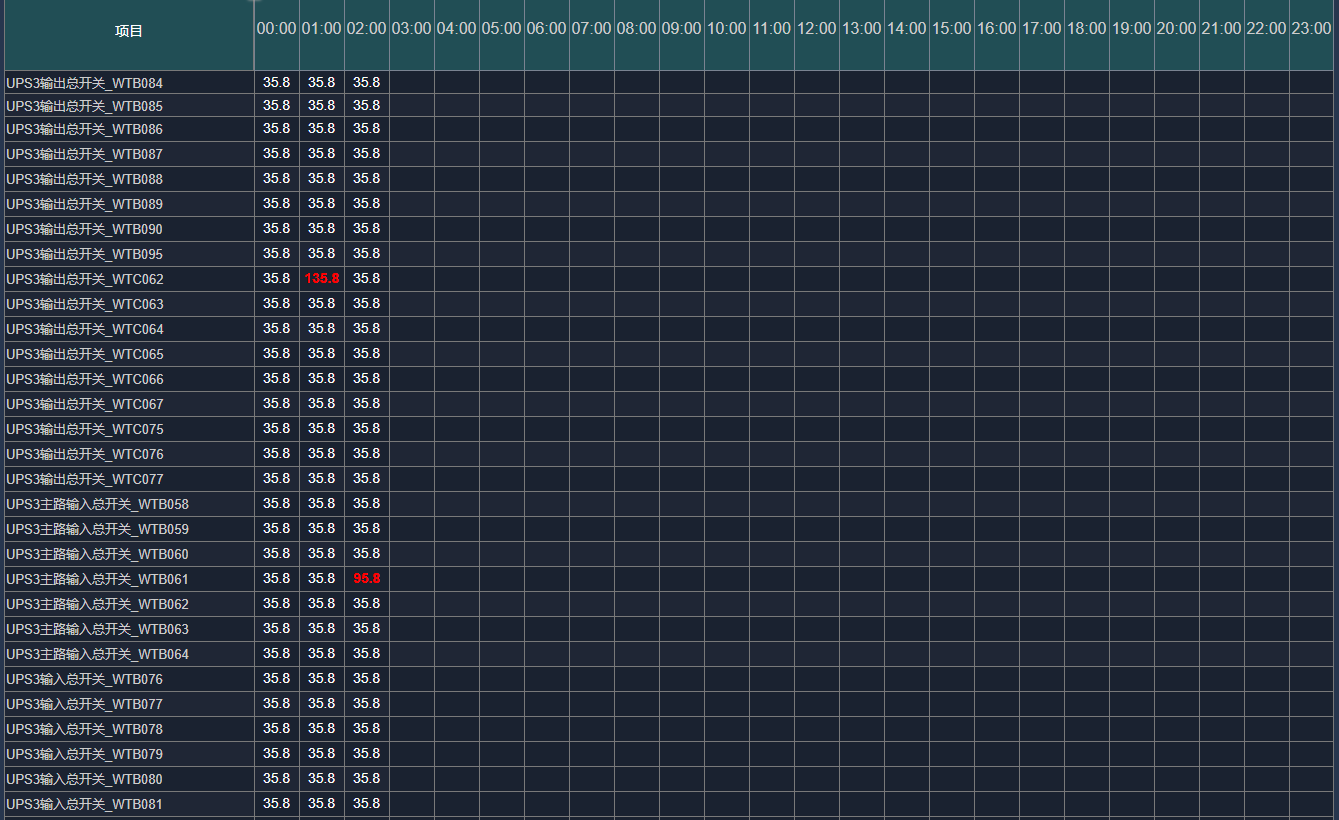 项目 00:00 01:00 02:00 03:00 04:00 05:00 06:00 07:00 08:00 09:00 10:00 11:00 12:00 13:00 14:00 15:00 16:00 17:00 18:00 19:00 20:00 21:00 22:00 23:00
UPS3输出总开关_WTB084 35.8 35.8 35.8
UPS3输出总开关_WTB085 35.8 35.8 35.8
UPS3输出总开关_WTB086 35.8 35.8 35.8
UPS3输出总开关_WTB087 35.8 35.8 35.8
UPS3输出总开关_WTB088 35.8 35.8 35.8
UPS3输出总开关_WTB089 35.8 35.8 35.8
UPS3输出总开关_WTB090 35.8 35.8 35.8
UPS3输出总开关_WTB095 35.8 35.8 35.8
UPS3输出总开关_WTC062 35.8 135.8 35.8
UPS3输出总开关_WTC063 35.8 35.8 35.8
UPS3输出总开关_WTC064 35.8 35.8 35.8
UPS3输出总开关_WTC065 35.8 35.8 35.8
UPS3输出总开关_WTC066 35.8 35.8 35.8
UPS3输出总开关_WTC067 35.8 35.8 35.8
UPS3输出总开关_WTC075 35.8 35.8 35.8
UPS3输出总开关_WTC076 35.8 35.8 35.8
UPS3输出总开关_WTC077 35.8 35.8 35.8
UPS3主路输入总开关_WTB058 35.8 35.8 35.8
UPS3主路输入总开关_WTB059 35.8 35.8 35.8
UPS3主路输入总开关_WTB060 35.8 35.8 35.8
UPS3主路输入总开关_WTB061 35.8 35.8 95.8
UPS3主路输入总开关_WTB062 35.8 35.8 35.8
UPS3主路输入总开关_WTB063 35.8 35.8 35.8
UPS3主路输入总开关_WTB064 35.8 35.8 35.8
UPS3输入总开关_WTB076 35.8 35.8 35.8
UPS3输入总开关_WTB077 35.8 35.8 35.8
UPS3输入总开关_WTB078 35.8 35.8 35.8
UPS3输入总开关_WTB079 35.8 35.8 35.8
UPS3输入总开关_WTB080 35.8 35.8 35.8
UPS3输入总开关_WTB081 35.8 35.8 35.8